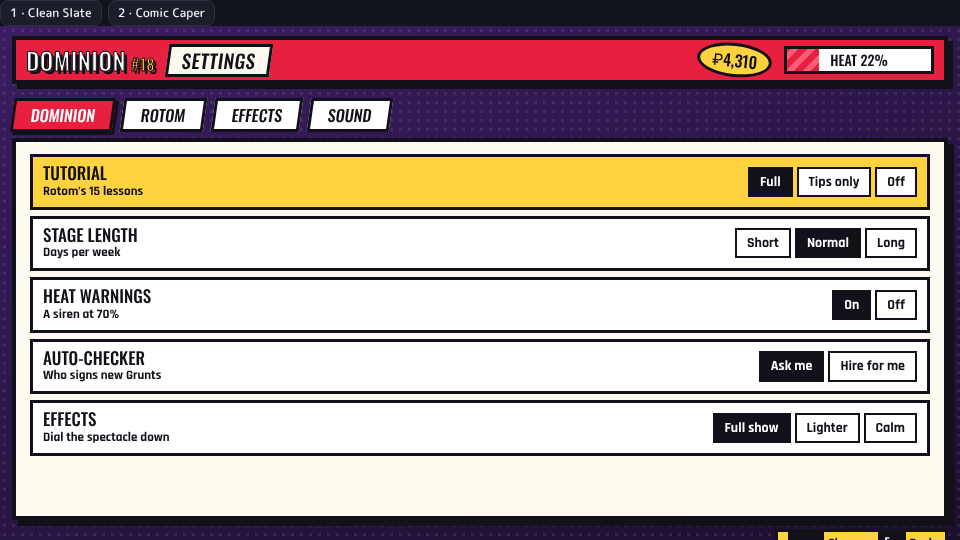 1 · Clean Slate
2 · Comic Caper
DOMINION #18
SETTINGS
₽4,310
HEAT 22%
DOMINION
ROTOM
EFFECTS
SOUND
TUTORIAL
Rotom's 15 lessons
Full
Tips only
Off
STAGE LENGTH
Days per week
Short
Normal
Long
HEAT WARNINGS
A siren at 70%
On
Off
AUTO-CHECKER
Who signs new Grunts
Ask me
Hire for me
EFFECTS
Dial the spectacle down
Full show
Lighter
Calm